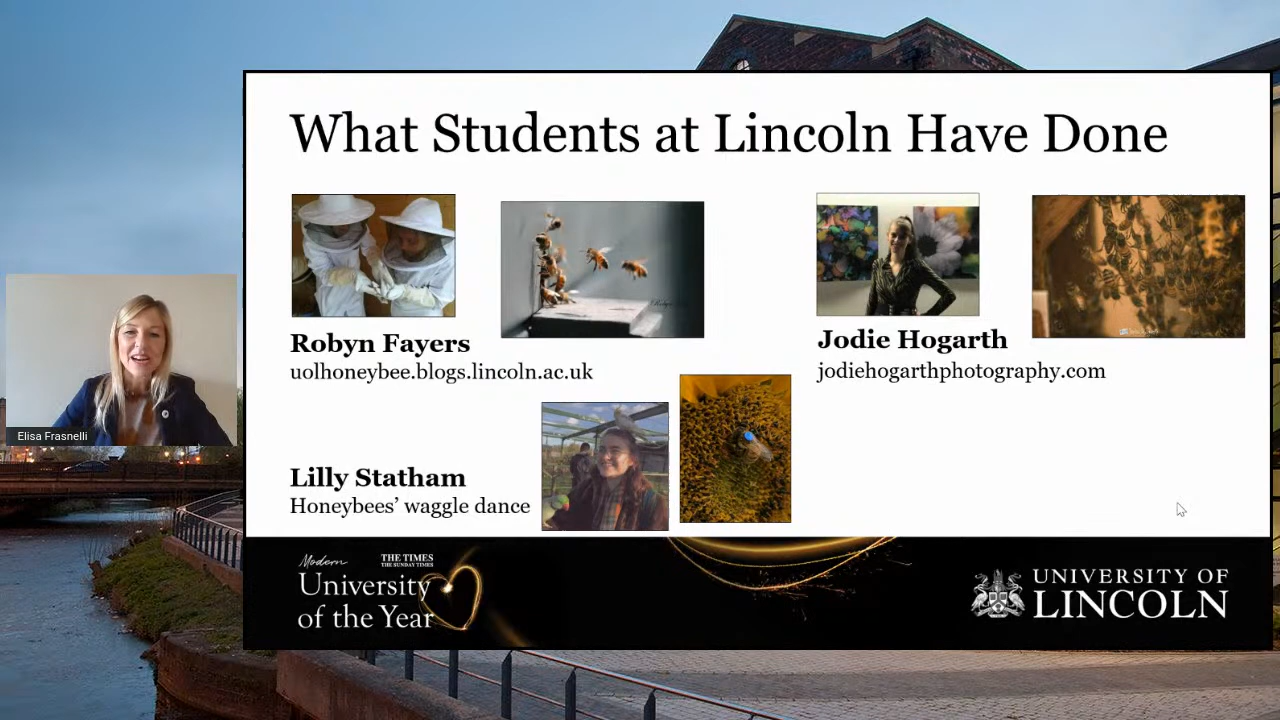 What Students at Lincoln Have Done
Robyn Fayers
uolhoneybee.blogs.lincoln.ac.uk
Jodie Hogarth
jodiehogarthphotography.com
Elisa Frasnelli
Lilly Statham
Honeybees’ waggle dance
Modern
THE TIMES
THE SUNDAY TIMES
University
of the Year
UNIVERSITY OF
LINCOLN